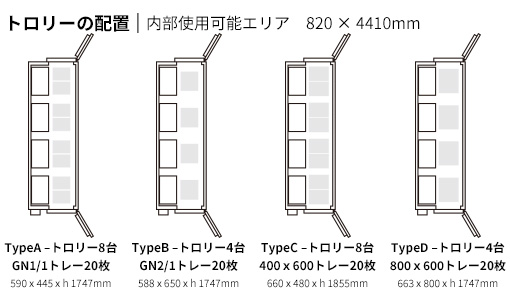 トロリーの配置 | 内部使用可能エリア 820 × 4410mm
TypeA –トロリー8台
GN1/1トレー20枚
590 x 445 x h 1747mm
TypeB –トロリー4台
GN2/1トレー20枚
588 x 650 x h 1747mm
TypeC –トロリー8台
400 x 600トレー20枚
660 x 480 x h 1855mm
TypeD –トロリー4台
800 x 600トレー20枚
663 x 800 x h 1747mm